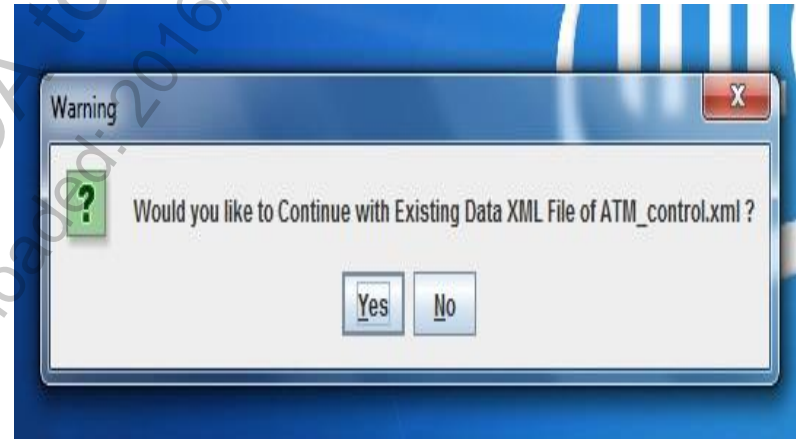 Warning
X
? Would you like to Continue with Existing Data XML File of ATM_control.xml ?
Yes No